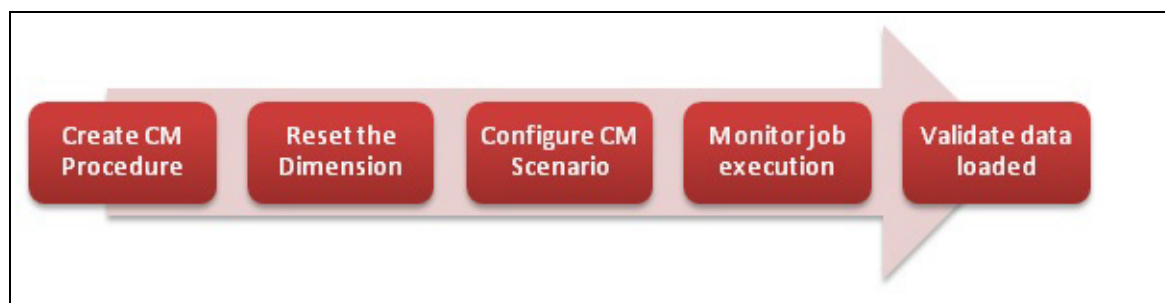 Create CM
Procedure
Reset the
Dimension
Configure CM
Scenario
Monitor job
execution
Validate data
loaded